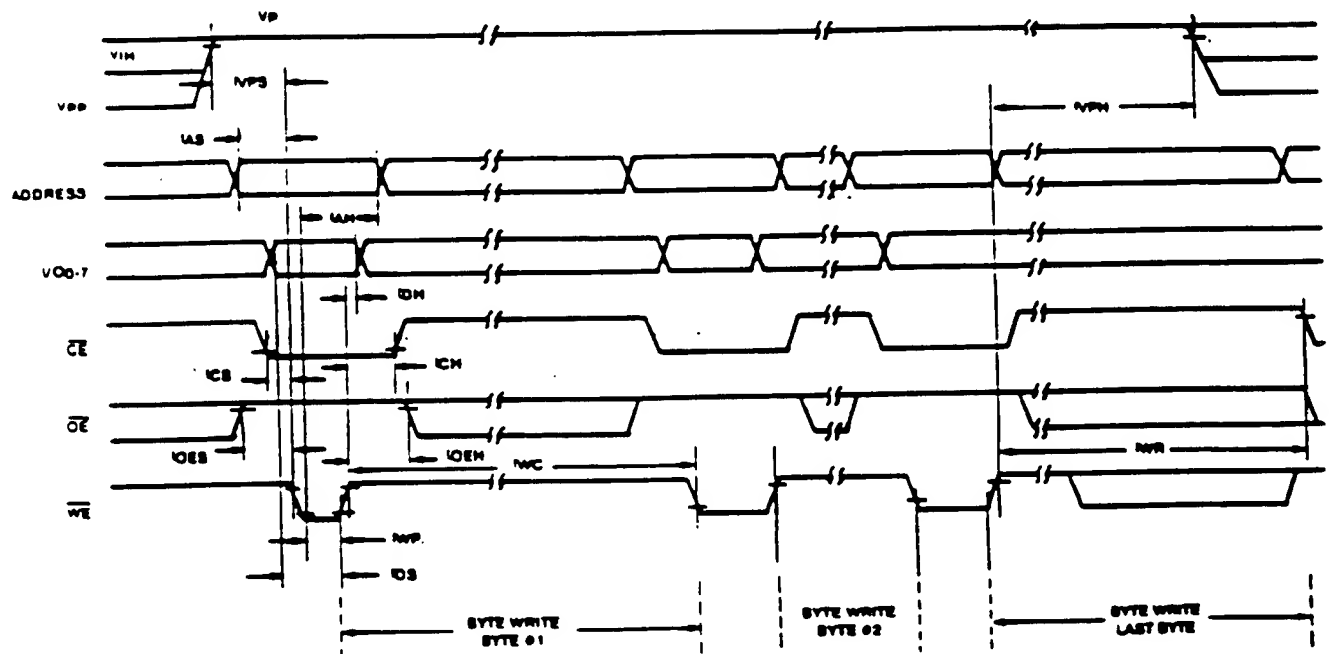 VP
VIH
tVPS
VPP
tVPH
tAS
ADDRESS
tAH
I/O0-7
tDH
CE
tCS
tCH
OE
tOES
tOEH
tWC
tWR
WE
tWP
tDS
BYTE WRITE
BYTE #1
BYTE WRITE
BYTE #2
BYTE WRITE
LAST BYTE